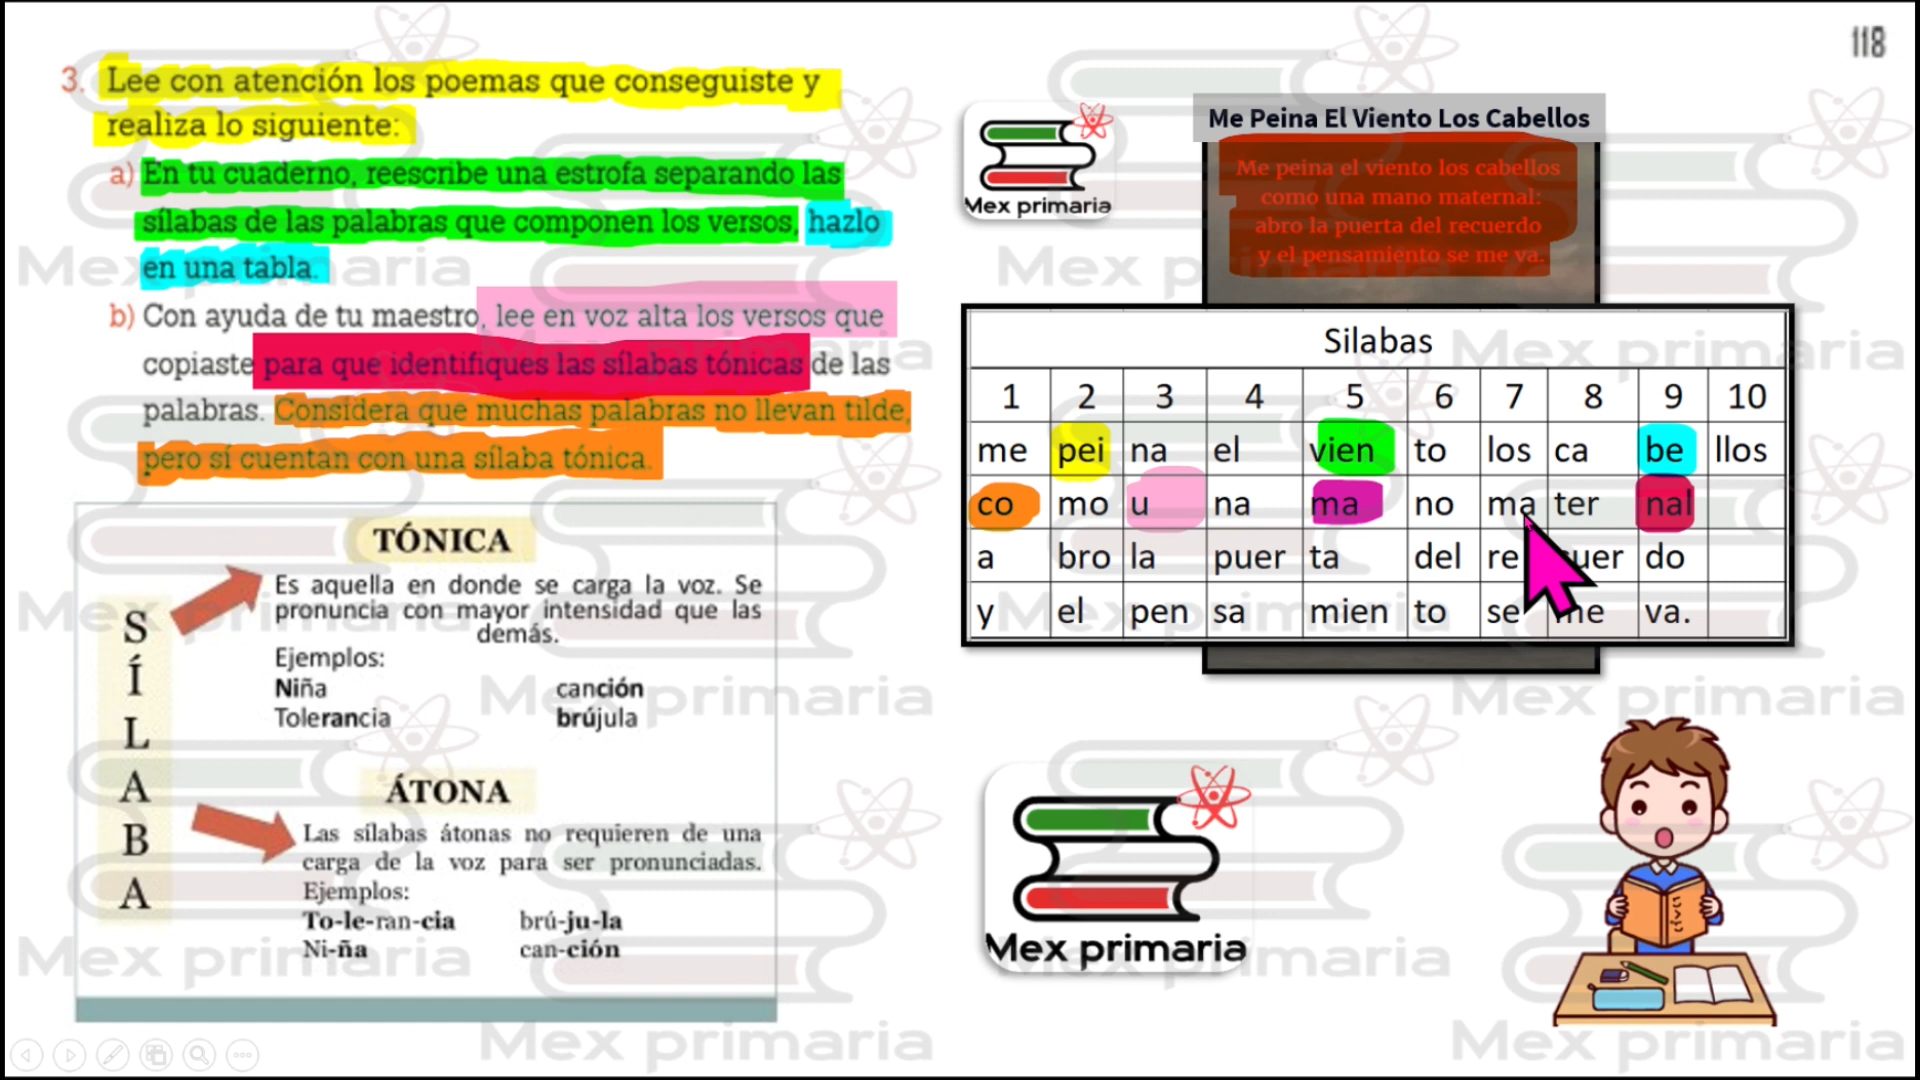 118
3. Lee con atención los poemas que conseguiste y
realiza lo siguiente:
a) En tu cuaderno, reescribe una estrofa separando las
sílabas de las palabras que componen los versos, hazlo
en una tabla.
b) Con ayuda de tu maestro, lee en voz alta los versos que
copiaste para que identifiques las sílabas tónicas de las
palabras. Considera que muchas palabras no llevan tilde,
pero sí cuentan con una sílaba tónica.
SÍLABA
TÓNICA
Es aquella en donde se carga la voz. Se
pronuncia con mayor intensidad que las
demás.
Ejemplos:
Niña canción
Tolerancia brújula
ÁTONA
Las sílabas átonas no requieren de una
carga de la voz para ser pronunciadas.
Ejemplos:
To-le-ran-cia brú-ju-la
Ni-ña can-ción
Mex primaria
Me Peina El Viento Los Cabellos
Me peina el viento los cabellos
como una mano maternal:
abro la puerta del recuerdo
y el pensamiento se me va.
Silabas
1 2 3 4 5 6 7 8 9 10
me pei na el vien to los ca be llos
co mo u na ma no ma ter nal
a bro la puer ta del re uer do
y el pen sa mien to se me va.
Mex primaria